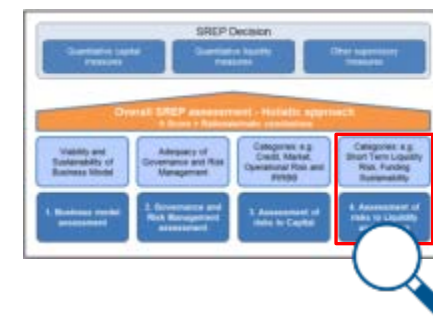 SREP Decision
Quantitative capital
measures
Quantitative liquidity
measures
Other supervisory
measures
Overall SREP assessment - Holistic approach
Viability and
Sustainability of
Business Model
Adequacy of
Governance and Risk
Management
Categories: e.g.
Credit, Market,
Operational Risk and
IRRBB
Categories: e.g.
Short Term Liquidity
Risk, Funding
Sustainability
1. Business model
assessment
2. Governance and
Risk Management
assessment
3. Assessment of
risks to Capital
4. Assessment of
risks to Liquidity